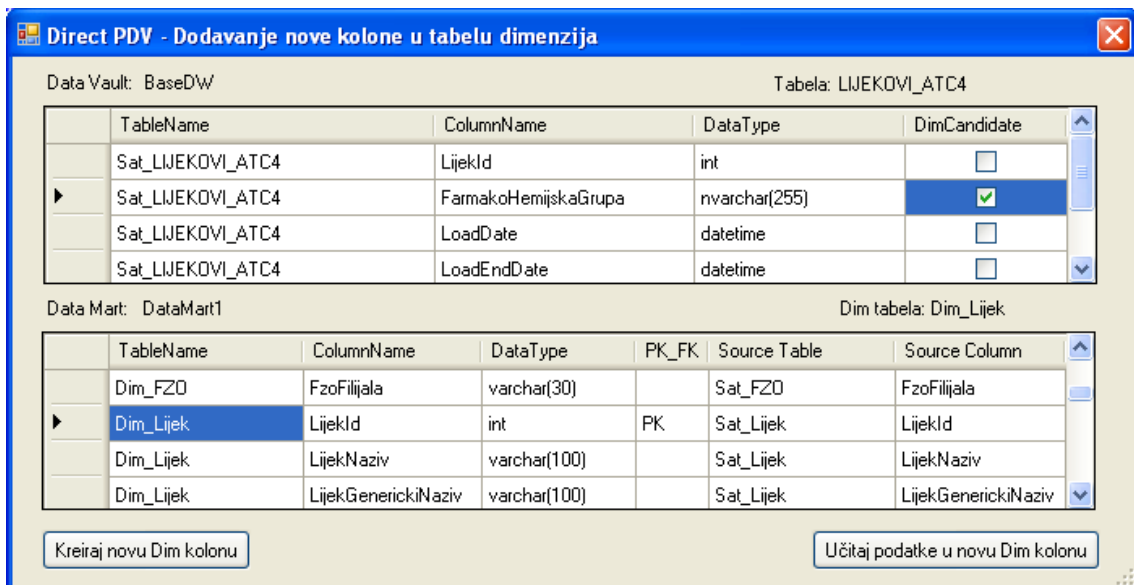 Direct PDV - Dodavanje nove kolone u tabelu dimenzija
Data Vault: BaseDW Tabela: LIJEKOVI_ATC4
TableName ColumnName DataType DimCandidate
Sat_LIJEKOVI_ATC4 LijekId int
Sat_LIJEKOVI_ATC4 FarmakoHemijskaGrupa nvarchar(255)
Sat_LIJEKOVI_ATC4 LoadDate datetime
Sat_LIJEKOVI_ATC4 LoadEndDate datetime
Data Mart: DataMart1 Dim tabela: Dim_Lijek
TableName ColumnName DataType PK_FK Source Table Source Column
Dim_FZO FzoFilijala varchar(30) Sat_FZO FzoFilijala
Dim_Lijek LijekId int PK Sat_Lijek LijekId
Dim_Lijek LijekNaziv varchar(100) Sat_Lijek LijekNaziv
Dim_Lijek LijekGenerickiNaziv varchar(100) Sat_Lijek LijekGenerickiNaziv
Kreiraj novu Dim kolonu Učitaj podatke u novu Dim kolonu